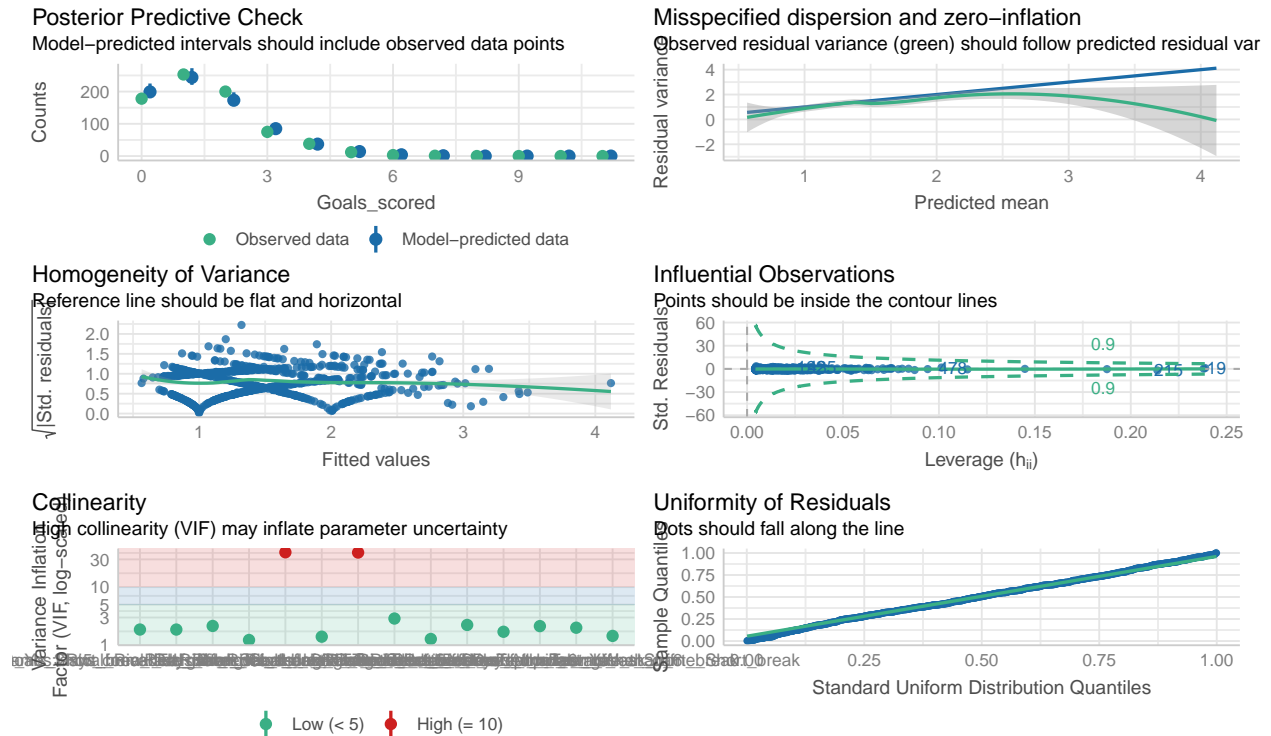 Posterior Predictive Check
Model−predicted intervals should include observed data points
Counts
200
100
0
0 3 6 9
Goals_scored
Observed data Model−predicted data
Misspecified dispersion and zero−inflation
Observed residual variance (green) should follow predicted residual var
Residual variance
4
2
0
−2
1 2 3 4
Predicted mean
Homogeneity of Variance
Reference line should be flat and horizontal
√|Std. residuals|
2.0
1.5
1.0
0.5
0.0
1 2 3 4
Fitted values
Influential Observations
Points should be inside the contour lines
Std. Residuals
60
30
0
−30
−60
0.9
0.9
478
215
19
0.00 0.05 0.10 0.15 0.20 0.25
Leverage (hii)
Collinearity
High collinearity (VIF) may inflate parameter uncertainty
Variance Inflation
Factor (VIF, log−scaled)
30
10
5
3
1
Low (< 5) High (= 10)
Uniformity of Residuals
Dots should fall along the line
Sample Quantiles
1.00
0.75
0.50
0.25
0.00
0.00 0.25 0.50 0.75 1.00
Standard Uniform Distribution Quantiles